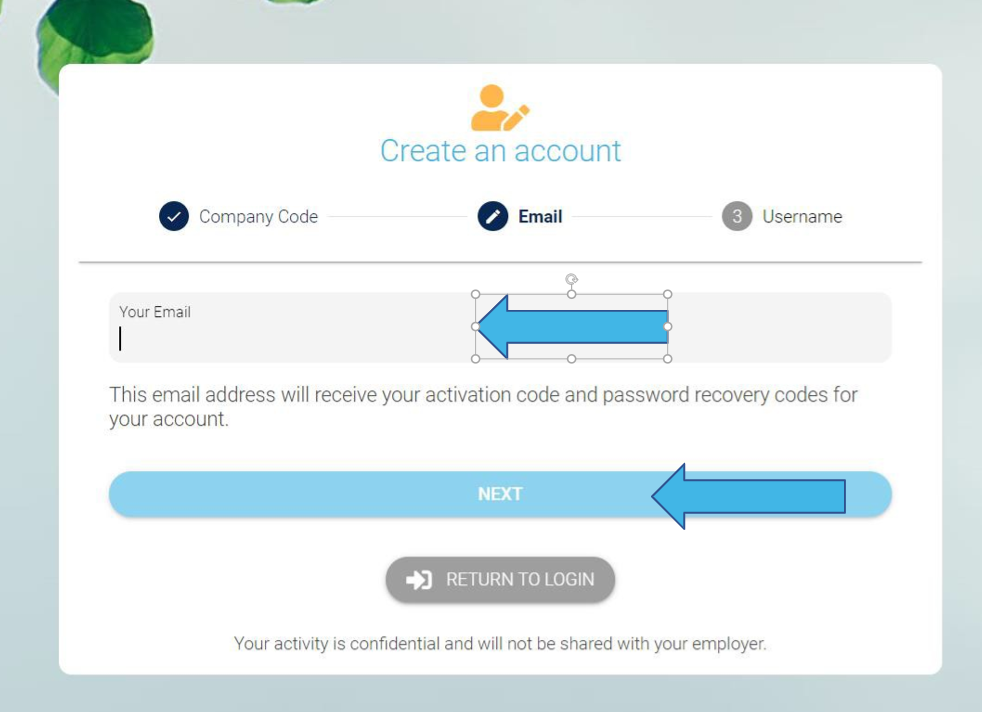 Create an account
Company Code
Email
3
Username
Your Email
This email address will receive your activation code and password recovery codes for
your account.
NEXT
RETURN TO LOGIN
Your activity is confidential and will not be shared with your employer.